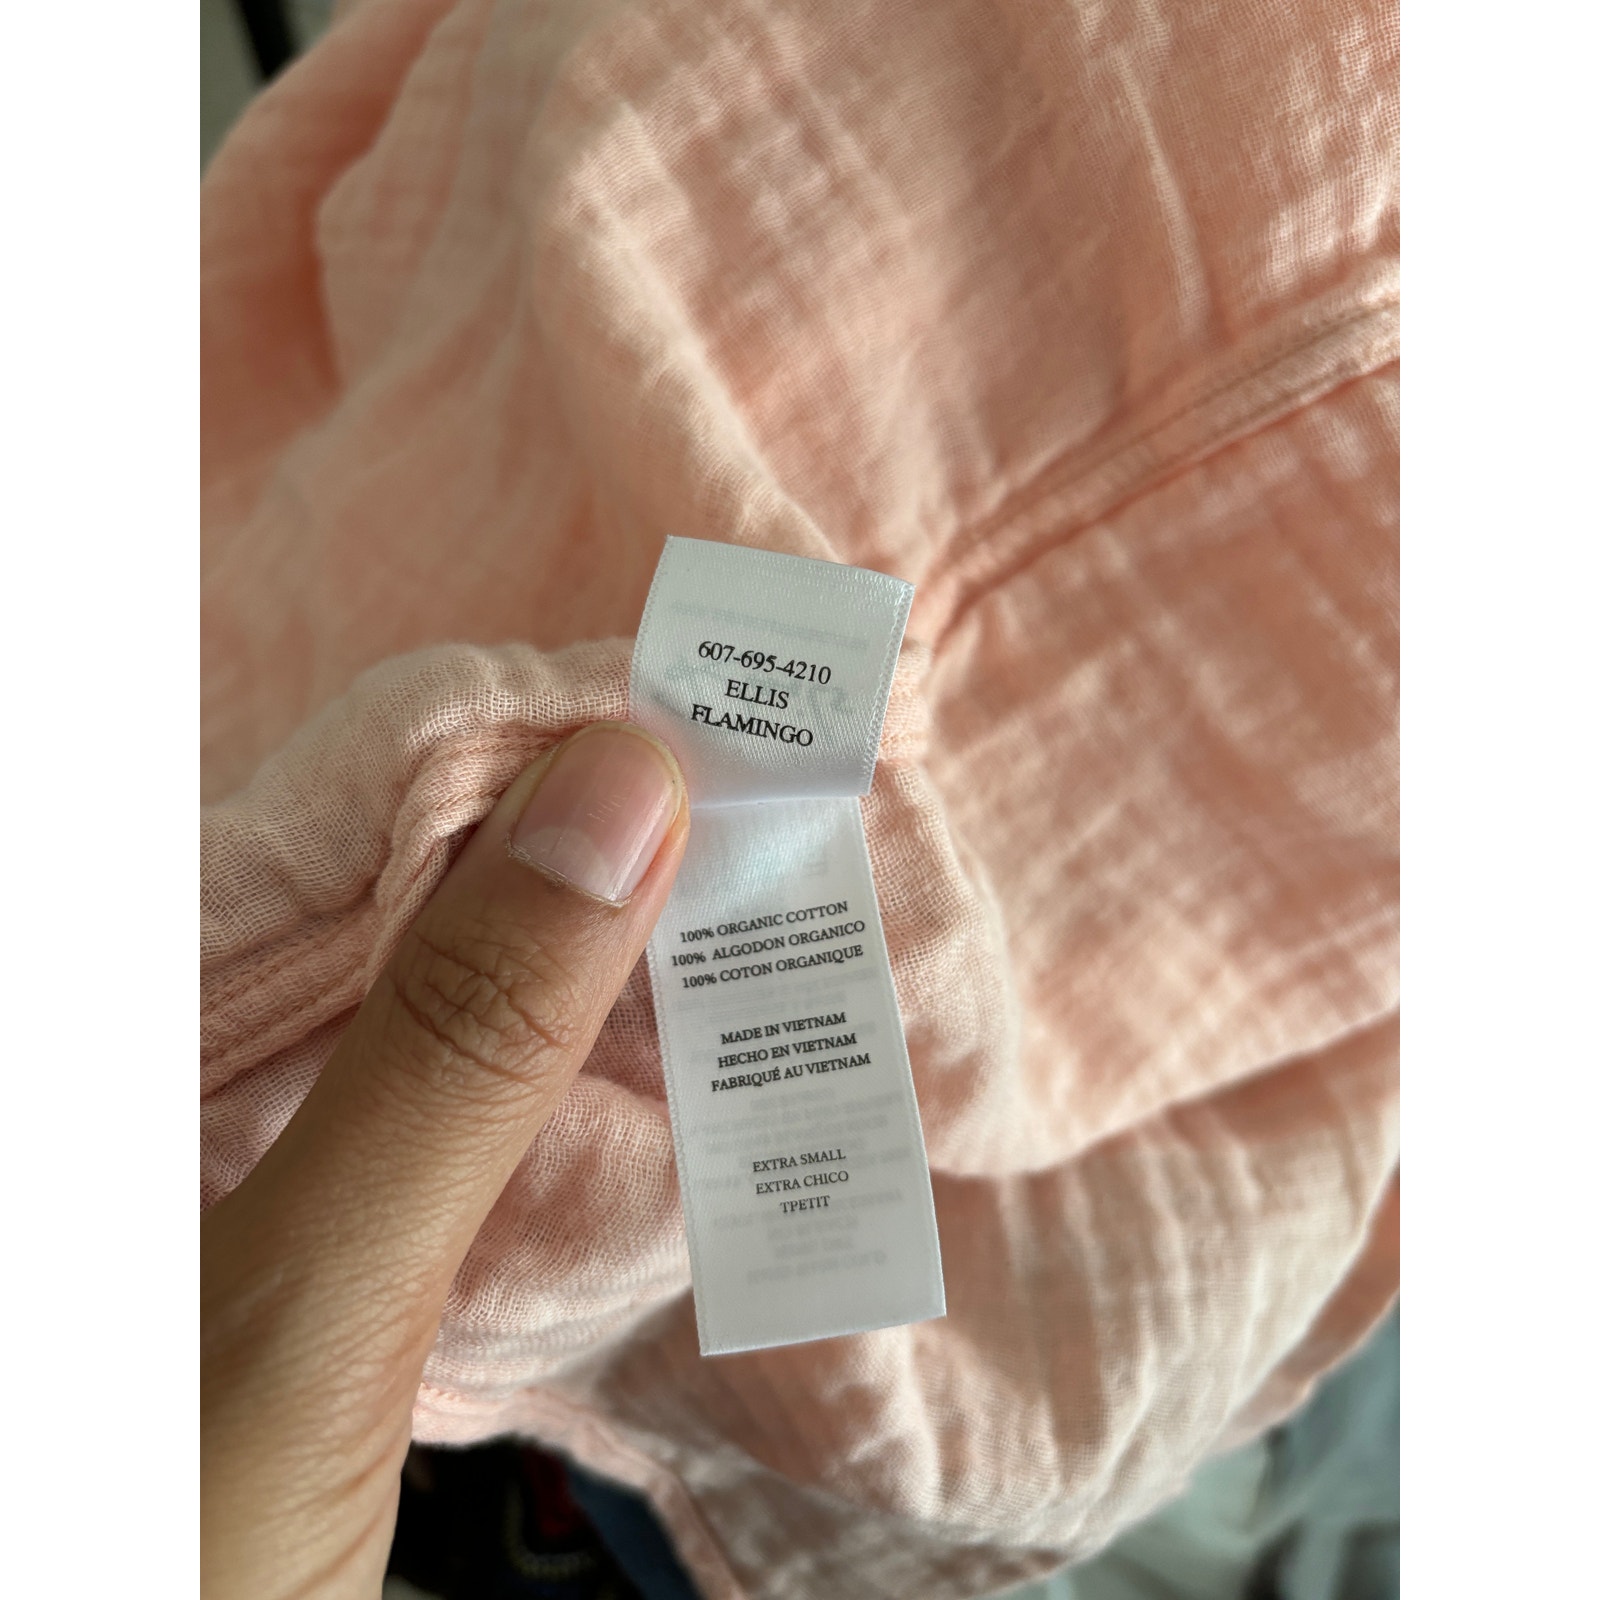 607-695-4210
ELLIS
FLAMINGO
100% ORGANIC COTTON
100% ALGODON ORGANICO
100% COTON ORGANIQUE
MADE IN VIETNAM
HECHO EN VIETNAM
FABRIQUÉ AU VIETNAM
EXTRA SMALL
EXTRA CHICO
TPETIT